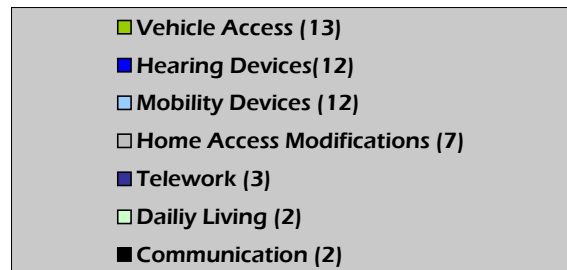 Vehicle Access (13)
Hearing Devices(12)
Mobility Devices (12)
Home Access Modifications (7)
Telework (3)
Dailiy Living (2)
Communication (2)